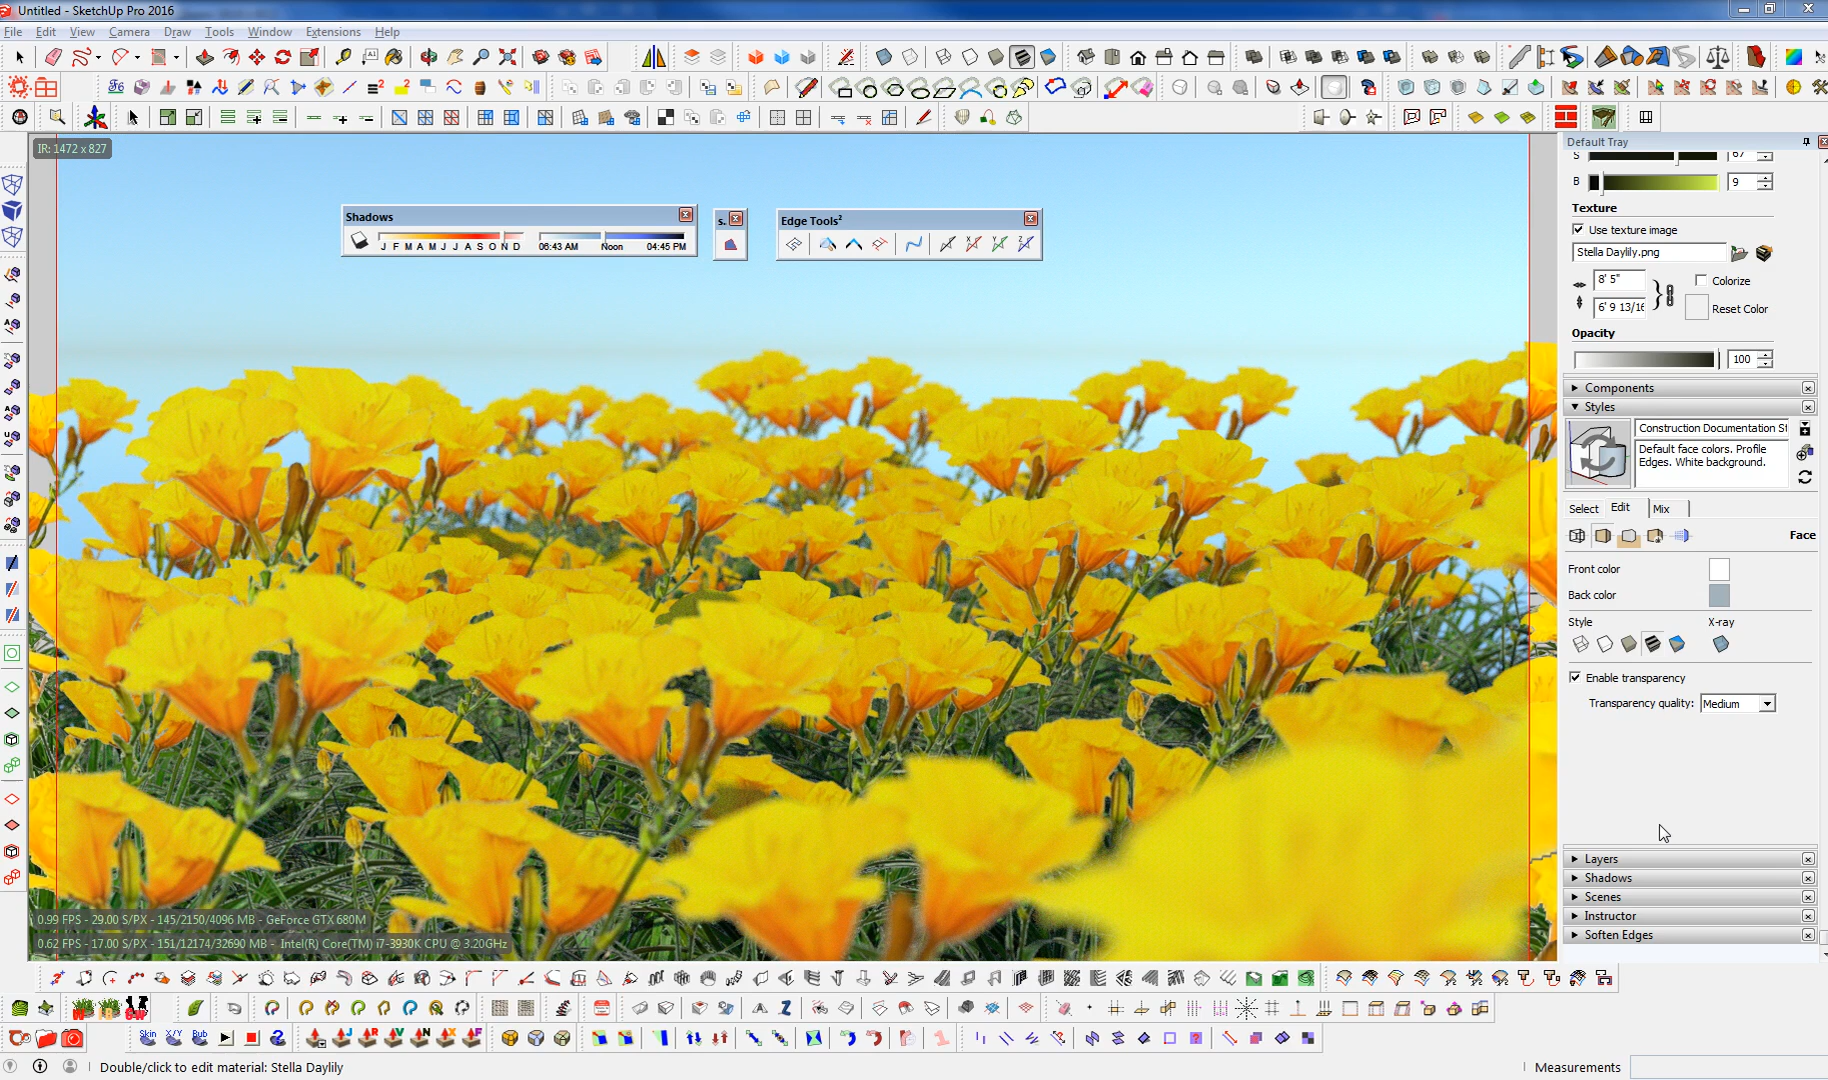 Untitled - SketchUp Pro 2016
File Edit View Camera Draw Tools Window Extensions Help
IR: 1472 x 827
Default Tray
S 67
B 9
Texture
Use texture image
Stella Daylily.png
8' 5"
Colorize
6' 9 13/16
Reset Color
Opacity
100
Components
Styles
Construction Documentation St
Default face colors. Profile
Edges. White background.
Select Edit Mix
Face
Front color
Back color
Style X-ray
Enable transparency
Transparency quality: Medium
Layers
Shadows
Scenes
Instructor
Soften Edges
Shadows
J F M A M J J A S O N D 06:43 AM Noon 04:45 PM
s.
Edge Tools²
0.99 FPS - 29.00 S/PX - 145/2150/4096 MB - GeForce GTX 680M
0.62 FPS - 17.00 S/PX - 151/12174/32690 MB - Intel(R) Core(TM) i7-3930K CPU @ 3.20GHz
Skin X/Y Bub
J R V N X F
Double/click to edit material: Stella Daylily
Measurements